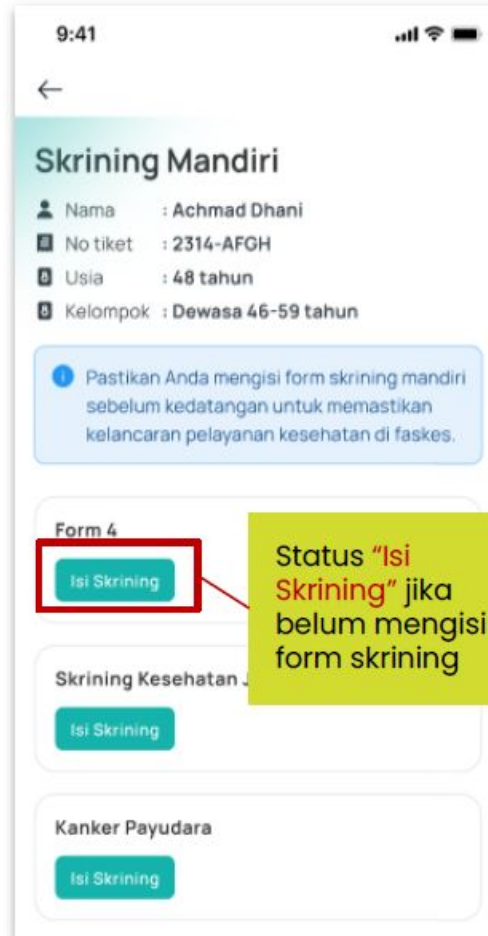 9:41
Skrining Mandiri
Nama : Achmad Dhani
No tiket : 2314-AFGH
Usia : 48 tahun
Kelompok : Dewasa 46-59 tahun
Pastikan Anda mengisi form skrining mandiri
sebelum kedatangan untuk memastikan
kelancaran pelayanan kesehatan di faskes.
Form 4
Isi Skrining
Status “Isi
Skrining” jika
belum mengisi
form skrining
Skrining Kesehatan
Isi Skrining
Kanker Payudara
Isi Skrining